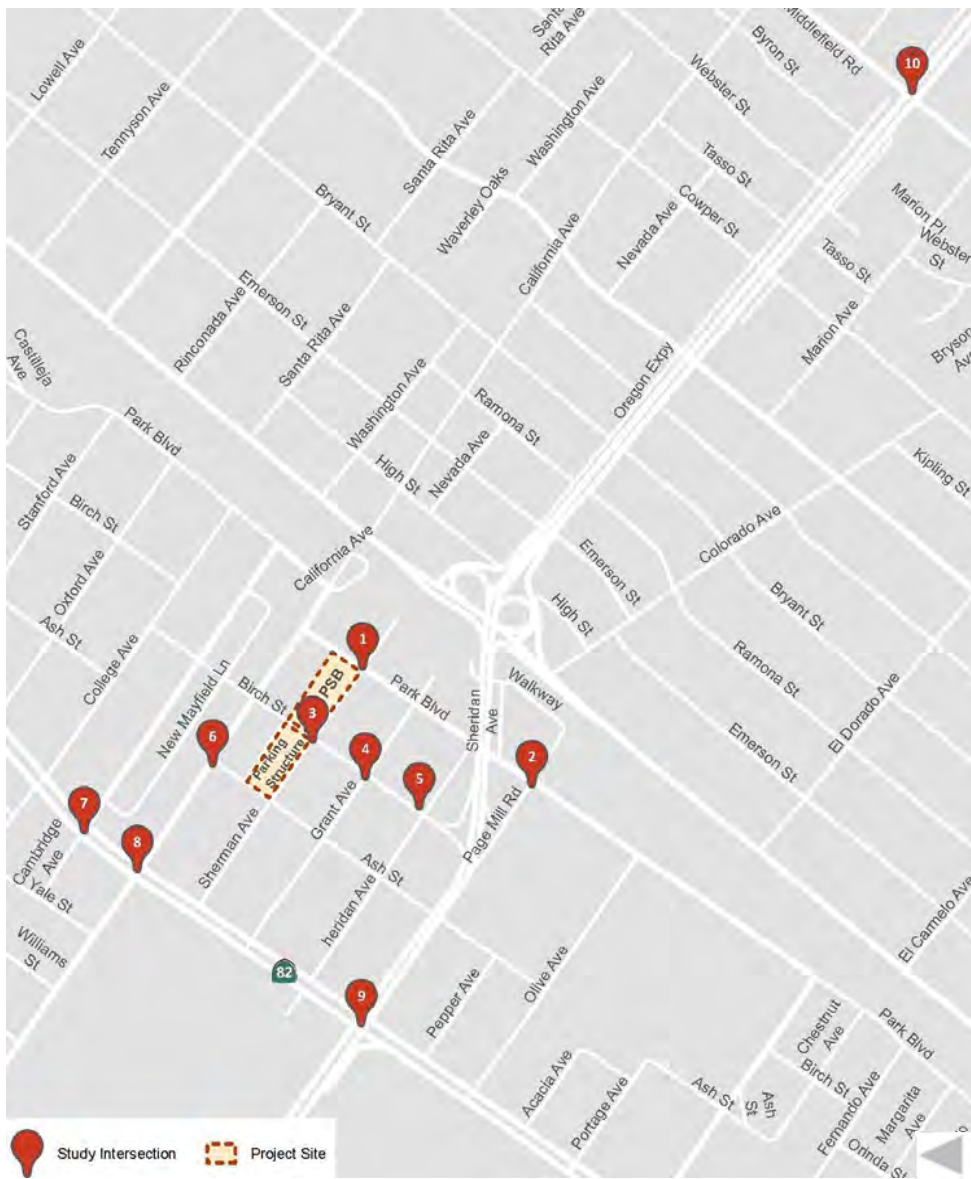 Lowell Ave
Tennyson Ave
Santa
Rita Ave
Middlefield Rd
Byron St
10
Webster St
Santa Rita Ave
Washington Ave
Tasso St
Waverley Oaks
Bryant St
Cowper St
Marion Pl
Webster
St
Nevada Ave
California Ave
Tasso St
Emerson St
Rinconada Ave
Santa Rita Ave
Marion Ave
Bryson
Av
Castilleja
Ave
Oregon Expy
Washington Ave
Park Blvd
Ramona St
High St
Nevada Ave
Kipling St
Stanford Ave
Birch St
Colorado Ave
California Ave
Emerson St
Oxford Ave
Bryant St
High St
Ash St
College Ave
1
Ramona St
New Mayfield Ln
Birch St
PSB
Park Blvd
Walkway
Sheridan
Ave
El Dorado Ave
3
6
Parking
Structure
4
2
Emerson St
5
Grant Ave
Page Mill Rd
7
8
Cambridge
Ave
Sherman Ave
Ash St
Yale St
heridan Ave
El Carmelo Ave
Williams
St
82
Olive Ave
9
Pepper Ave
Chestnut
Ave
Park Blvd
Birch St
Acacia Ave
Portage Ave
Ash St
Ash
St
Fernando Ave
Margarita
Ave
Orinda St
Study Intersection
Project Site